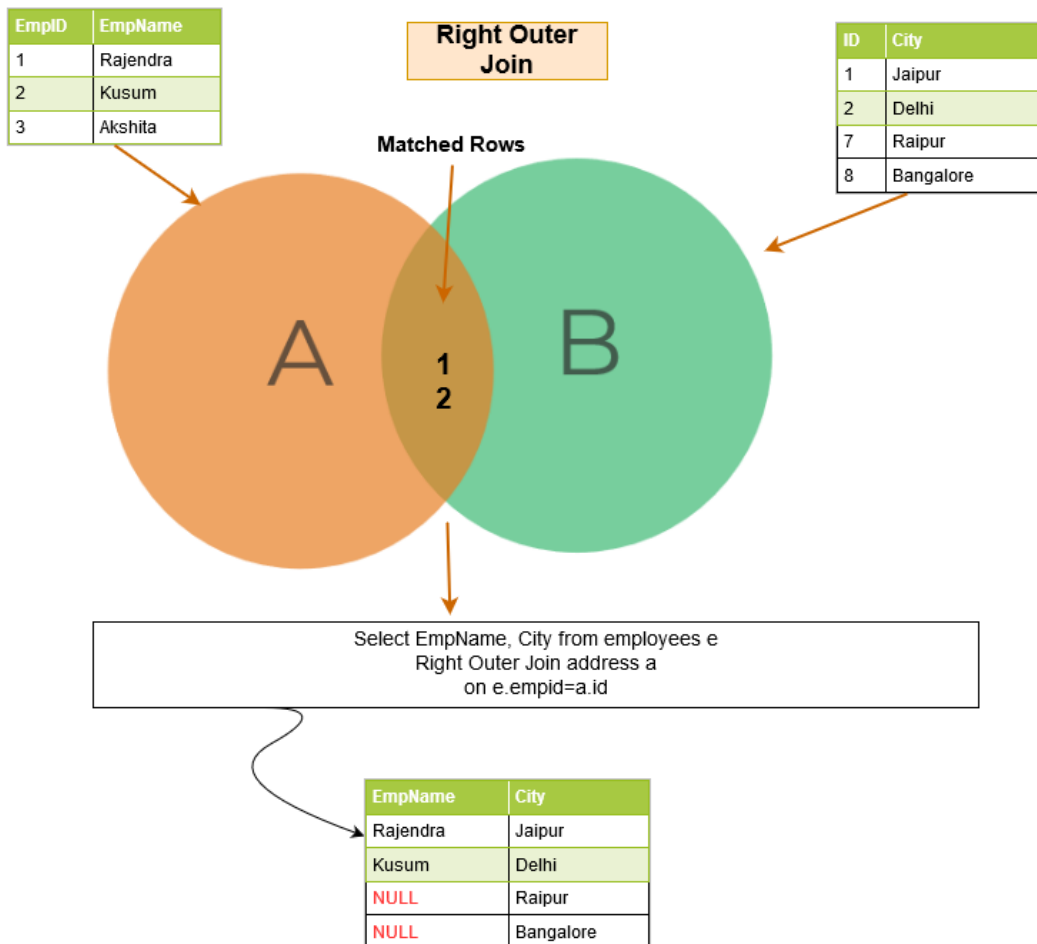 EmpID EmpName
1 Rajendra
2 Kusum
3 Akshita
Right Outer
Join
ID City
1 Jaipur
2 Delhi
7 Raipur
8 Bangalore
Matched Rows
A
B
1
2
Select EmpName, City from employees e
Right Outer Join address a
on e.empid=a.id
EmpName City
Rajendra Jaipur
Kusum Delhi
NULL Raipur
NULL Bangalore